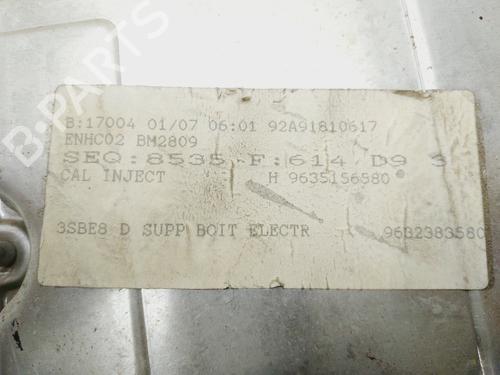 B:17004 01/07 06:01 92A91810617
ENHC02 BM2809
SEQ:8535-F:614 D9 3
CAL INJECT H 9635156580
3SBE8 D SUPP BOIT ELECTR 9632383580
B-PARTS